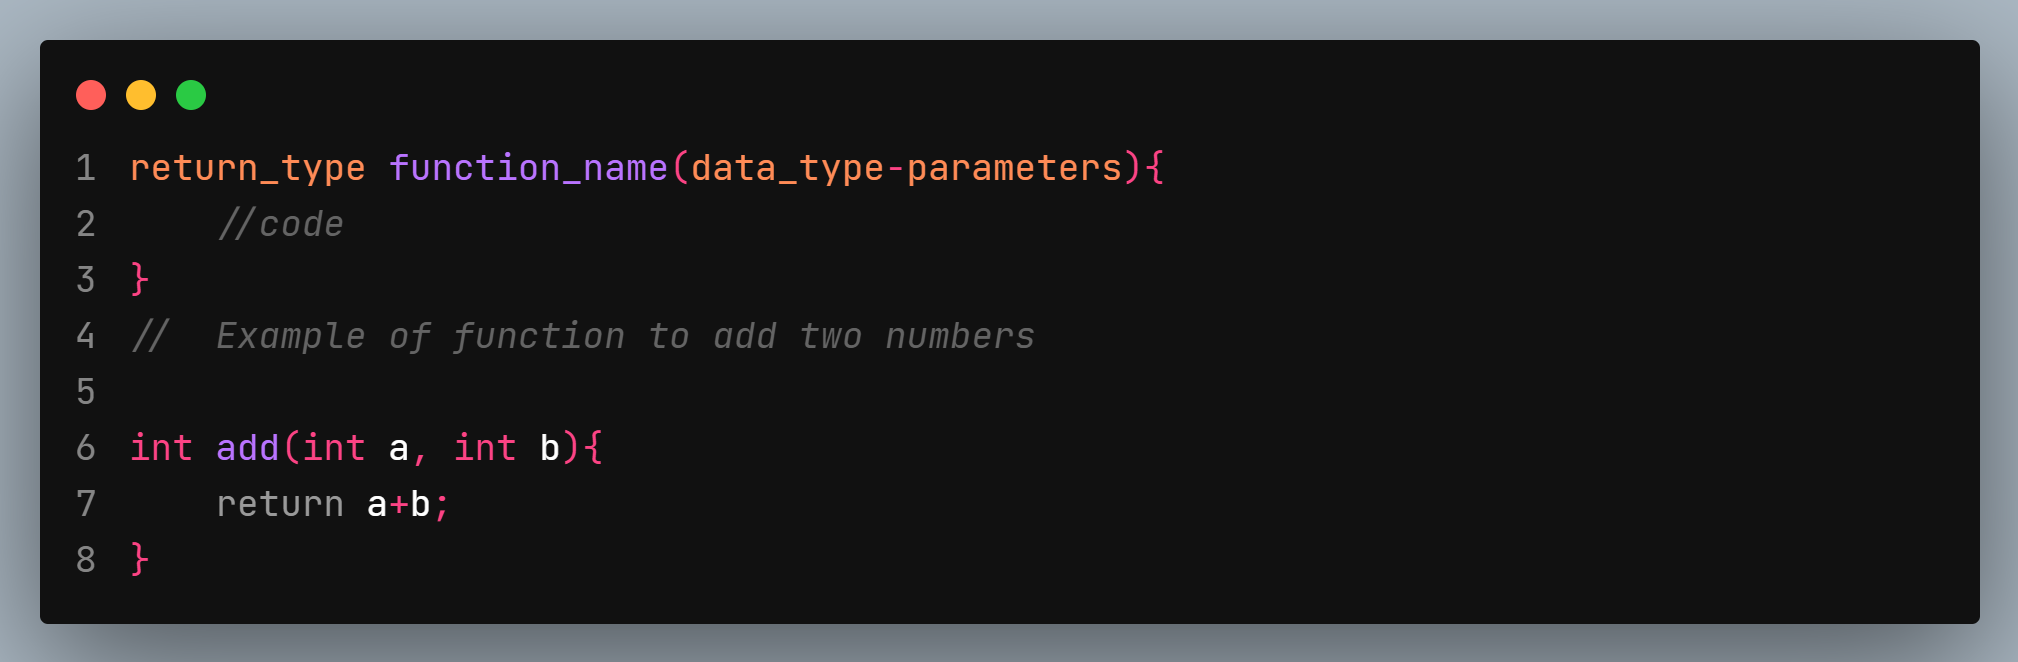 1 return_type function_name(data_type-parameters){
2     //code
3 }
4 //  Example of function to add two numbers
5
6 int add(int a, int b){
7     return a+b;
8 }